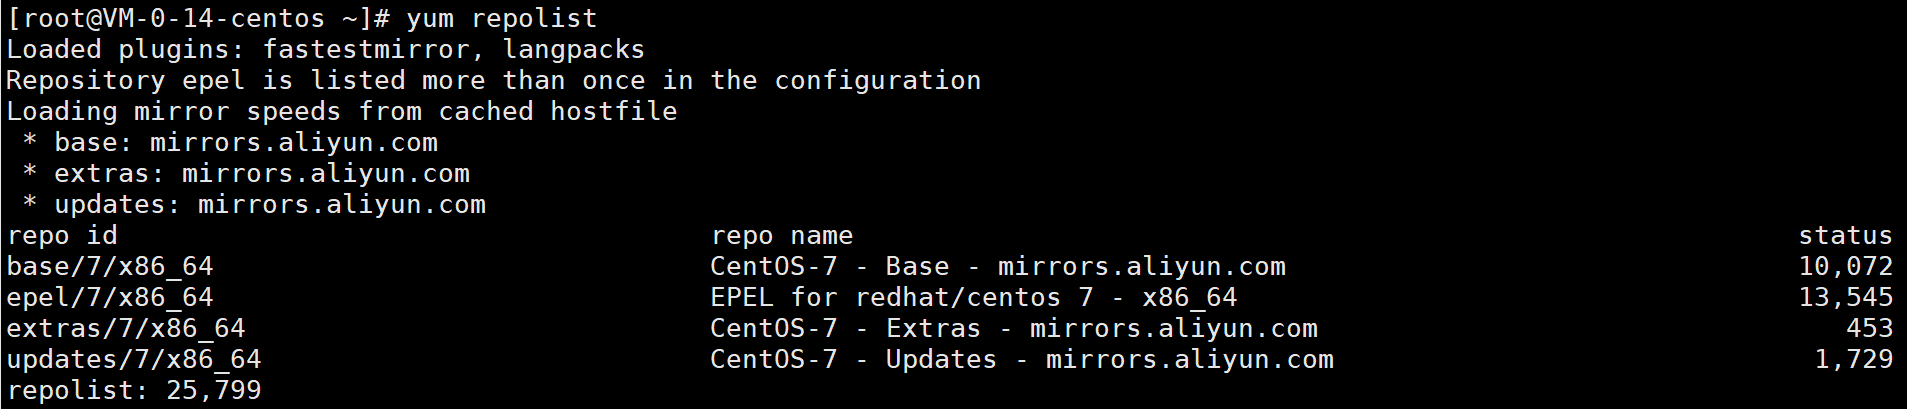 [root@VM-0-14-centos ~]# yum repolist
Loaded plugins: fastestmirror, langpacks
Repository epel is listed more than once in the configuration
Loading mirror speeds from cached hostfile
 * base: mirrors.aliyun.com
 * extras: mirrors.aliyun.com
 * updates: mirrors.aliyun.com
repo id                                     repo name                                                           status
base/7/x86_64                               CentOS-7 - Base - mirrors.aliyun.com                                10,072
epel/7/x86_64                               EPEL for redhat/centos 7 - x86_64                                   13,545
extras/7/x86_64                             CentOS-7 - Extras - mirrors.aliyun.com                                 453
updates/7/x86_64                            CentOS-7 - Updates - mirrors.aliyun.com                              1,729
repolist: 25,799